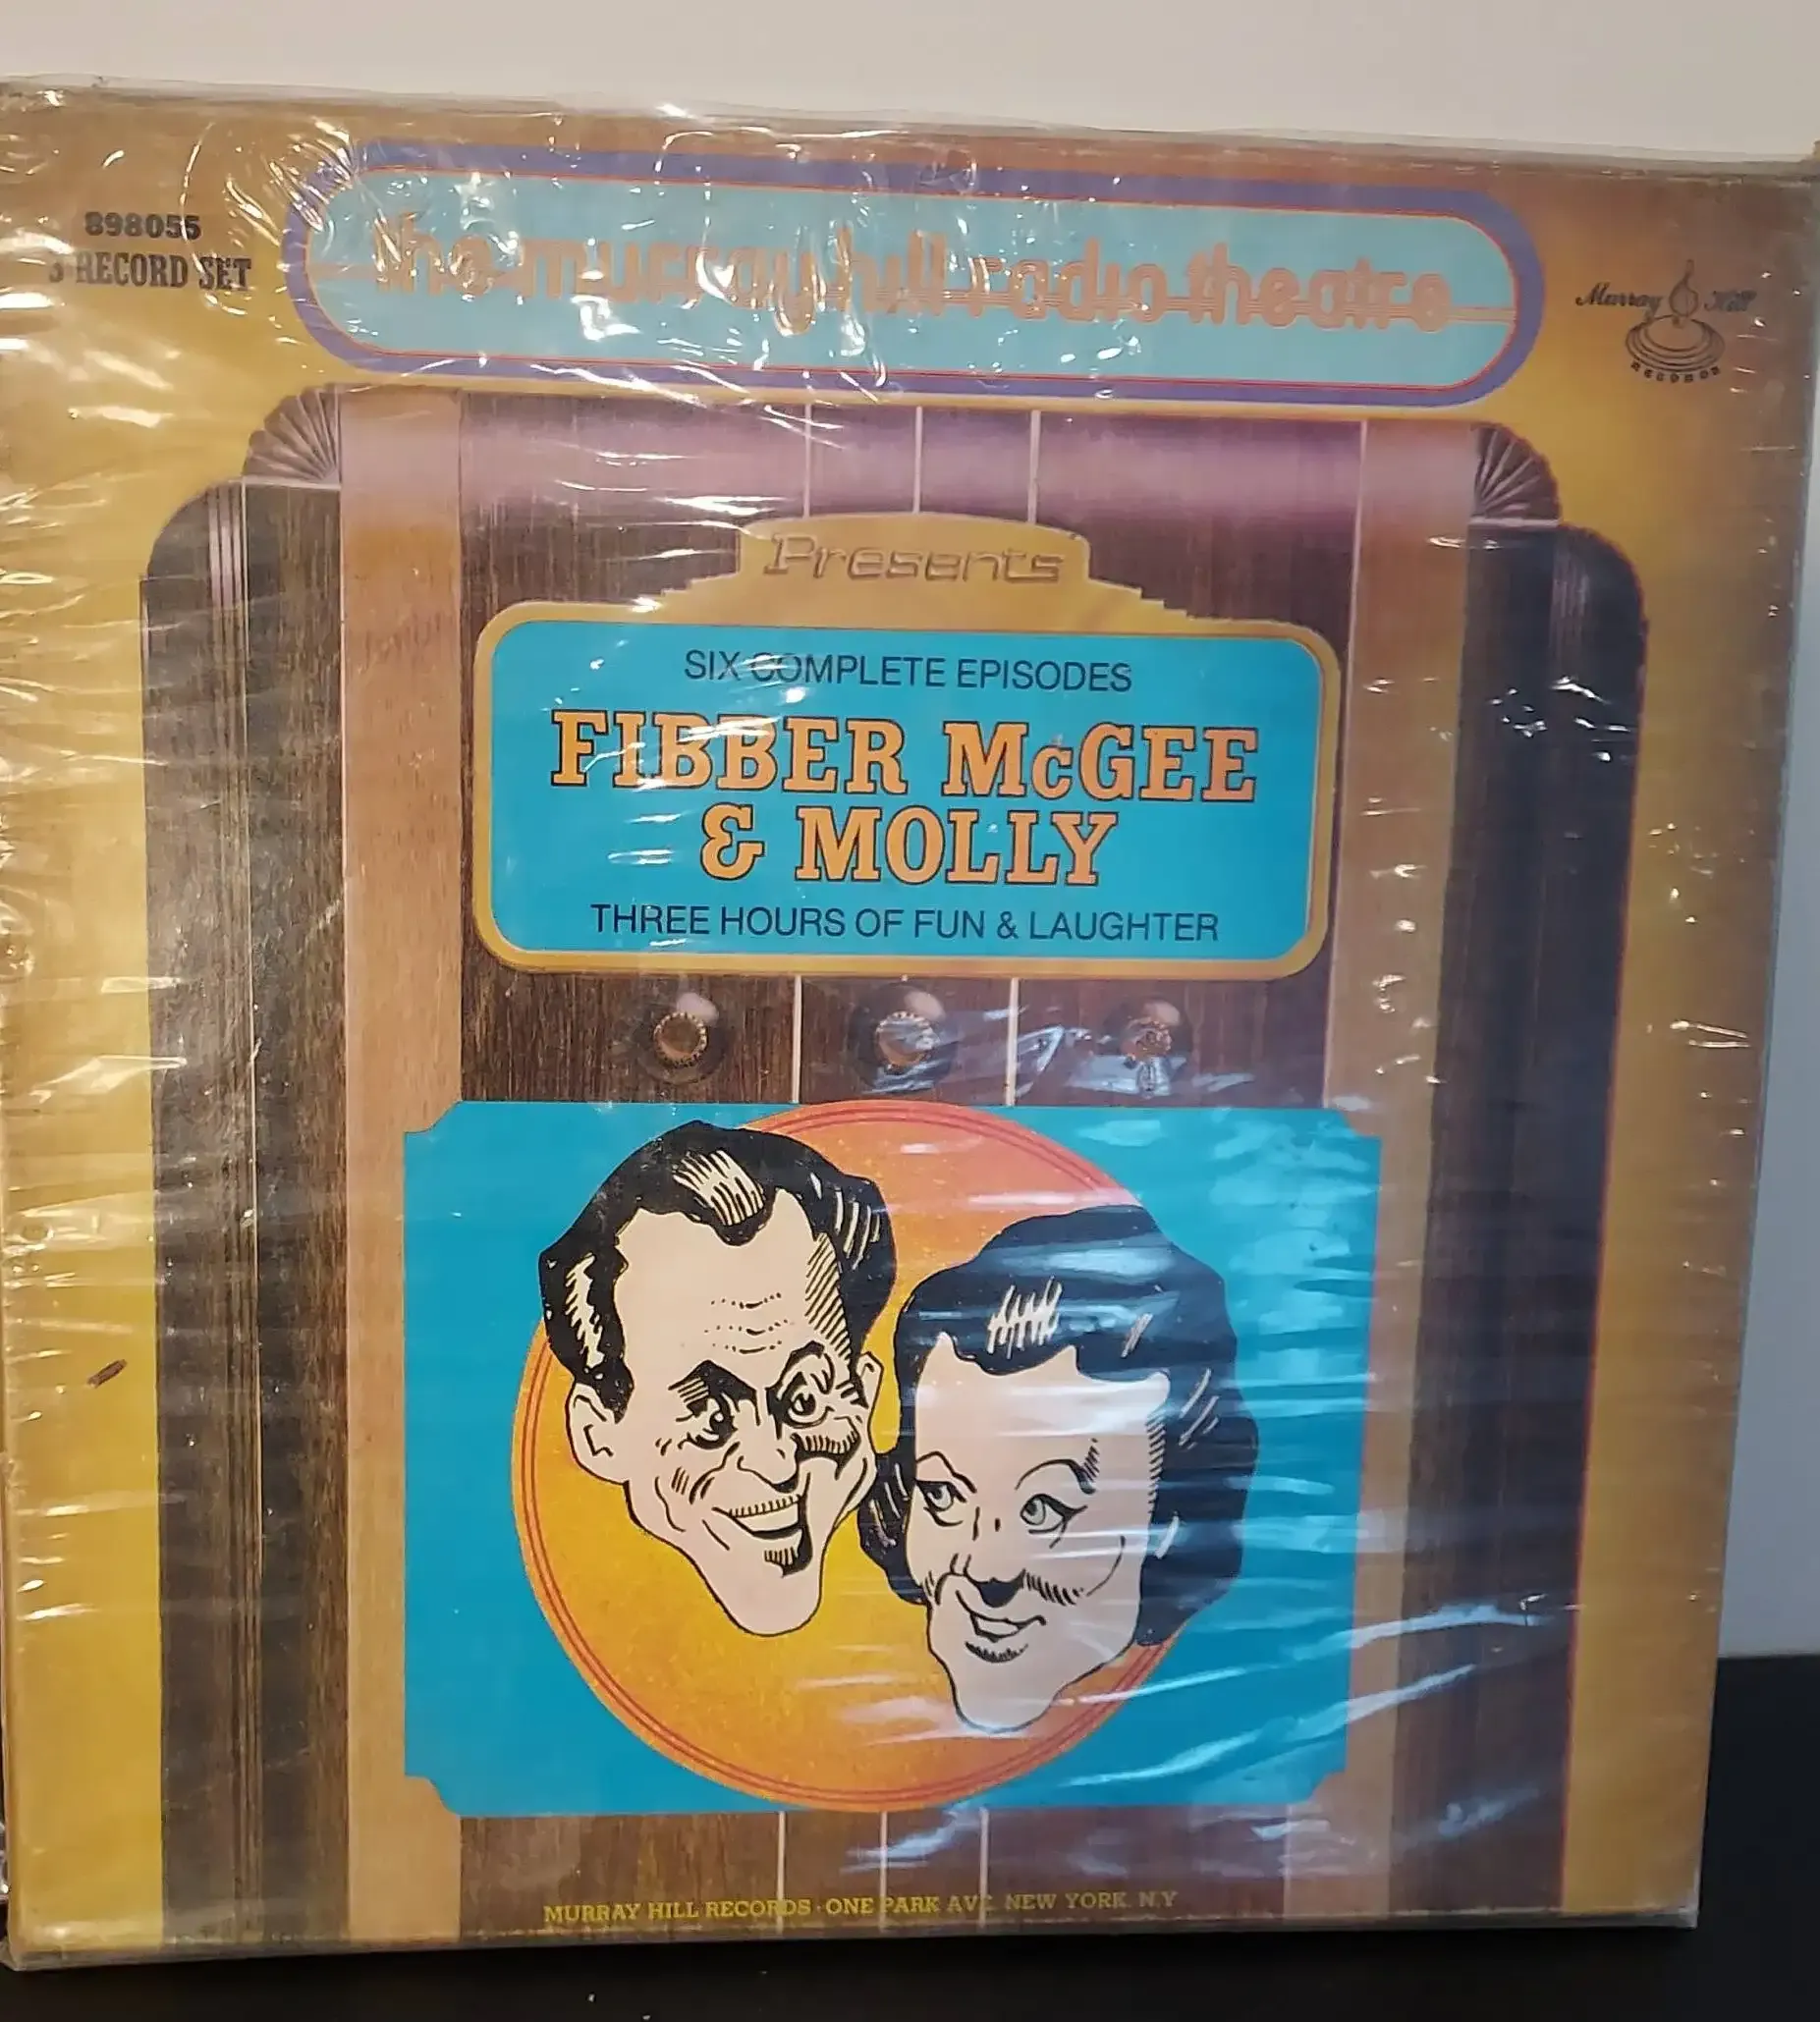 898055
3 RECORD SET
the murray hill radio theatre
Murray Hill
RECORDS
Presents
SIX COMPLETE EPISODES
FIBBER McGEE
& MOLLY
THREE HOURS OF FUN & LAUGHTER
MURRAY HILL RECORDS · ONE PARK AVE. NEW YORK. N.Y